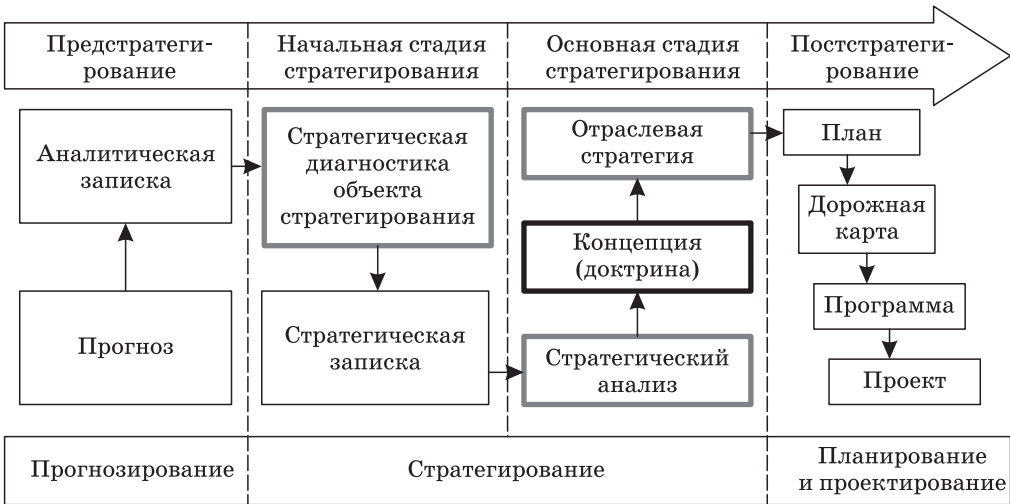 Предстратеги-
рование
Начальная стадия
стратегирования
Основная стадия
стратегирования
Постстратеги-
рование
Аналитическая
записка
Прогноз
Стратегическая
диагностика
объекта
стратегирования
Стратегическая
записка
Отраслевая
стратегия
Концепция
(доктрина)
Стратегический
анализ
План
Дорожная
карта
Программа
Проект
Прогнозирование
Стратегирование
Планирование
и проектирование